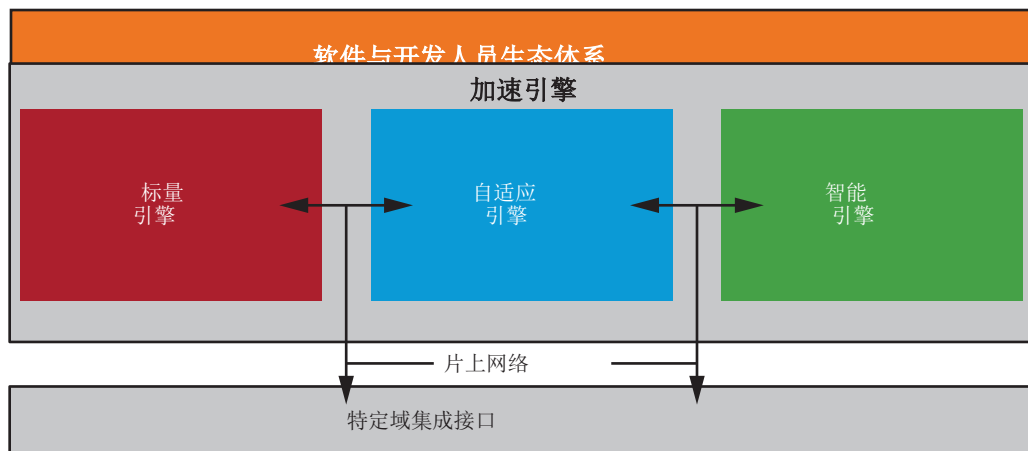 软件与开发人员生态体系
加速引擎
标量
引擎
自适应
引擎
智能
引擎
片上网络
特定域集成接口